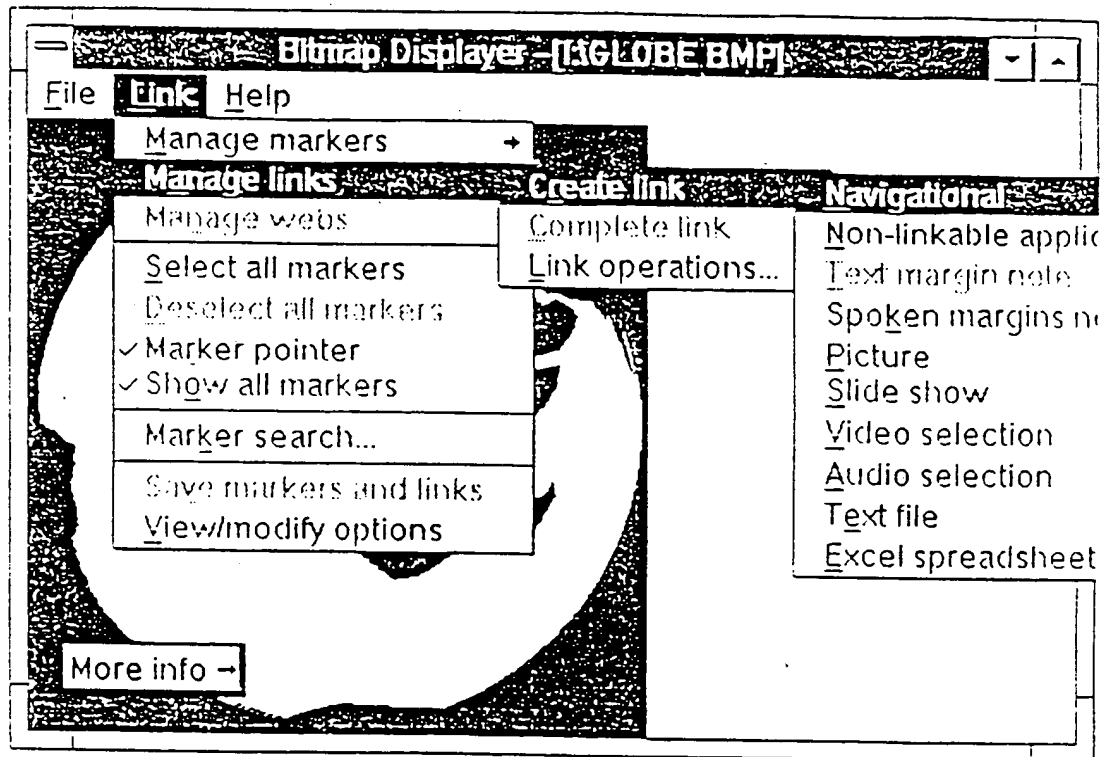 Bitmap Displayer -[I:\GLOBE.BMP]
File Link Help
Manage markers
Manage links
Manage webs
Select all markers
Deselect all markers
✓ Marker pointer
✓ Show all markers
Marker search...
Save markers and links
View/modify options
Create link
Complete link
Link operations...
Navigational
Non-linkable applic
Text margin note
Spoken margins n
Picture
Slide show
Video selection
Audio selection
Text file
Excel spreadsheet
More info →